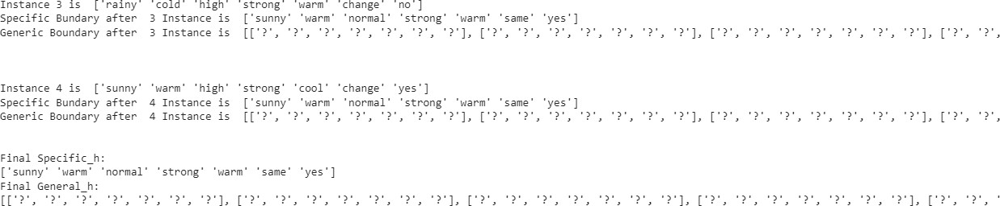 Instance 3 is  ['rainy' 'cold' 'high' 'strong' 'warm' 'change' 'no']
Specific Bundary after  3 Instance is  ['sunny' 'warm' 'normal' 'strong' 'warm' 'same' 'yes']
Generic Boundary after  3 Instance is  [['?', '?', '?', '?', '?', '?', '?'], ['?', '?', '?', '?', '?', '?', '?'], ['?', '?', '?', '?', '?', '?', '?'], ['?', '?',
Instance 4 is  ['sunny' 'warm' 'high' 'strong' 'cool' 'change' 'yes']
Specific Bundary after  4 Instance is  ['sunny' 'warm' 'normal' 'strong' 'warm' 'same' 'yes']
Generic Boundary after  4 Instance is  [['?', '?', '?', '?', '?', '?', '?'], ['?', '?', '?', '?', '?', '?', '?'], ['?', '?', '?', '?', '?', '?', '?'], ['?', '?',
Final Specific_h:
['sunny' 'warm' 'normal' 'strong' 'warm' 'same' 'yes']
Final General_h:
[['?', '?', '?', '?', '?', '?', '?'], ['?', '?', '?', '?', '?', '?', '?'], ['?', '?', '?', '?', '?', '?', '?'], ['?', '?', '?', '?', '?', '?', '?'], ['?', '?', '